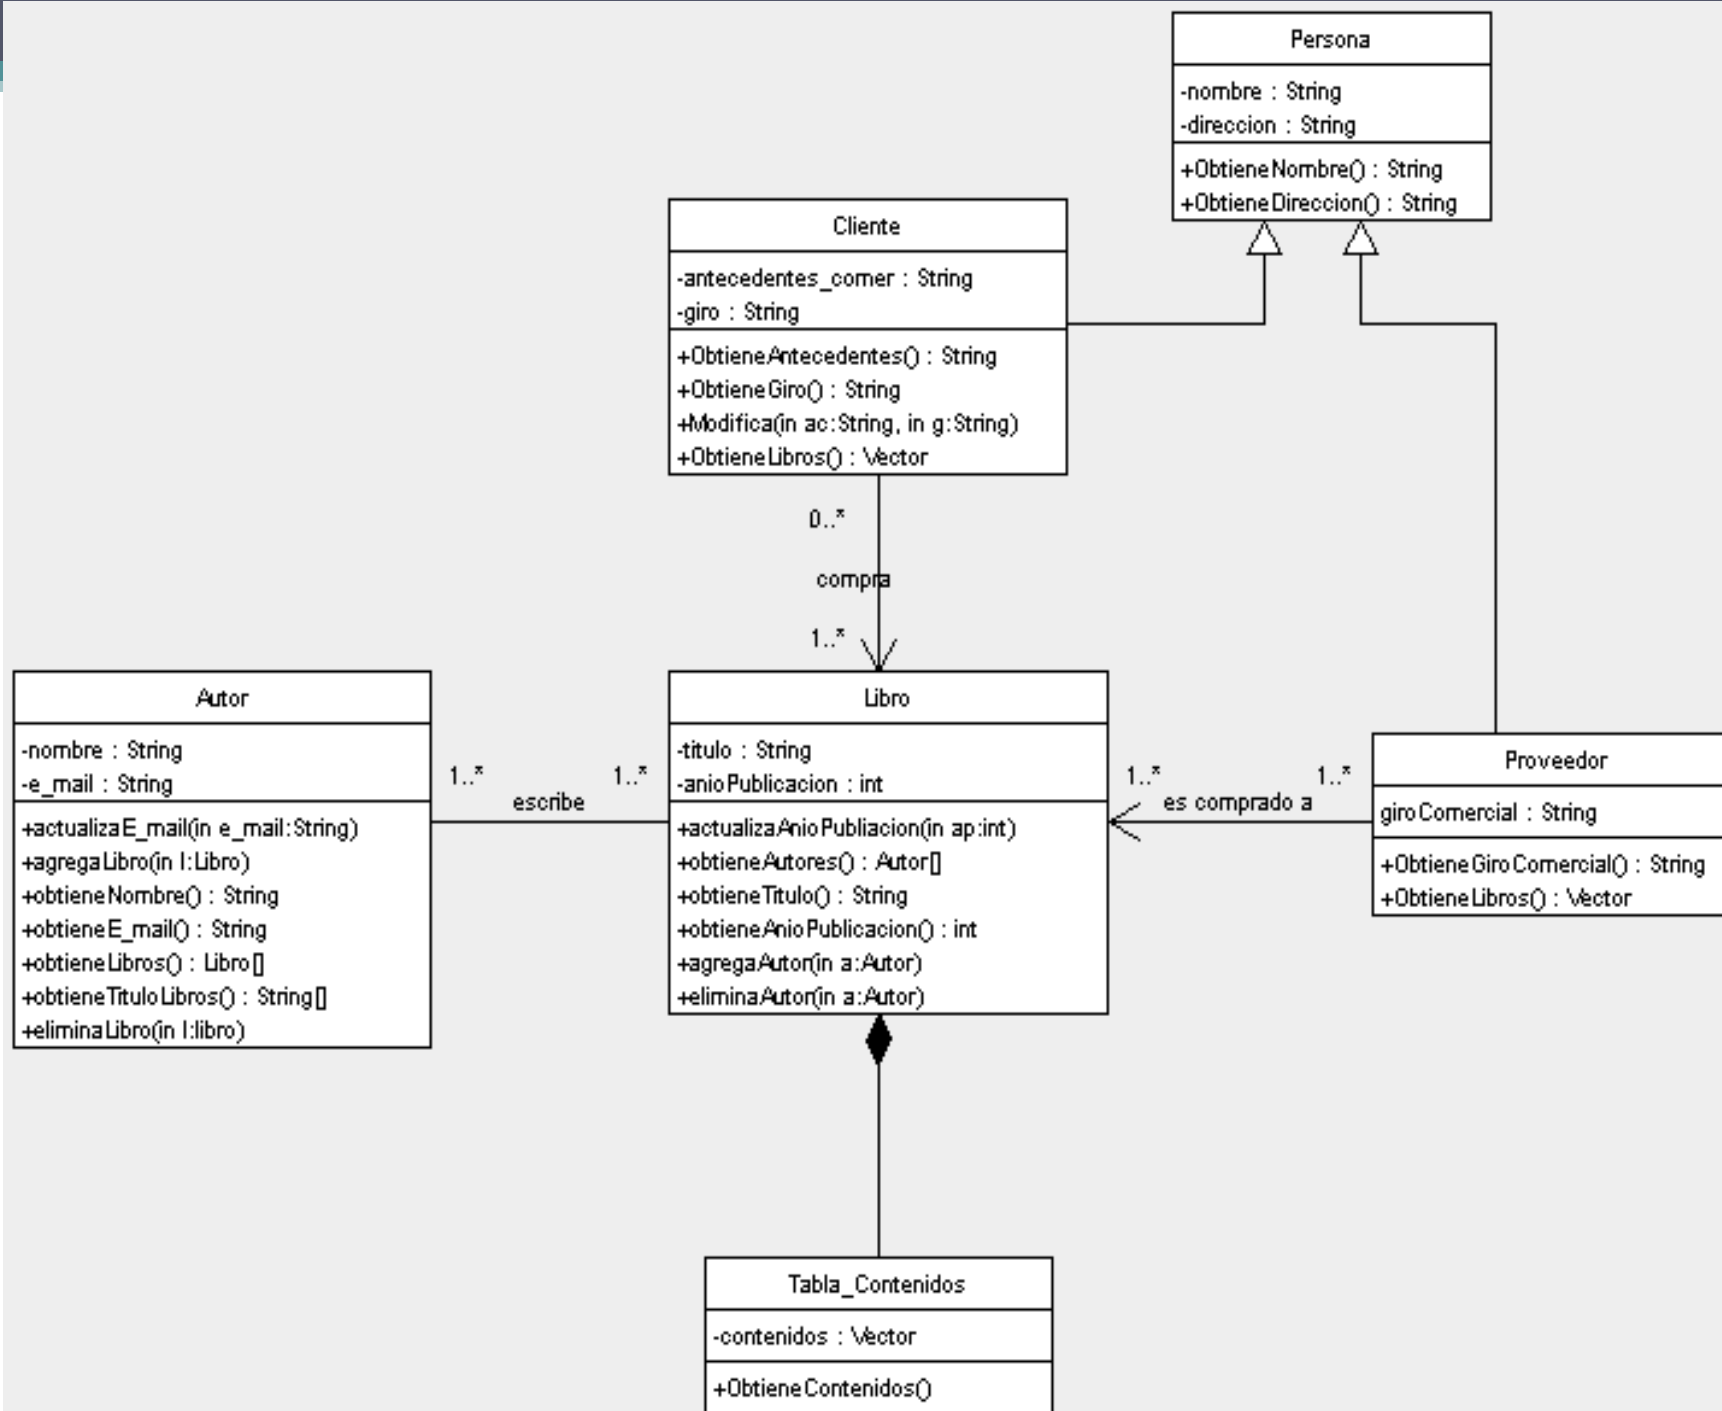 Persona
-nombre : String
-direccion : String
+ObtieneNombre() : String
+ObtieneDireccion() : String
Cliente
-antecedentes_comer : String
-giro : String
+ObtieneAntecedentes() : String
+ObtieneGiro() : String
+Modifica(in ac:String, in g:String)
+ObtieneLibros() : Vector
0..*
compra
1..*
Autor
-nombre : String
-e_mail : String
+actualizaE_mail(in e_mail:String)
+agregaLibro(in l:Libro)
+obtieneNombre() : String
+obtieneE_mail() : String
+obtieneLibros() : Libro[]
+obtieneTituloLibros() : String[]
+eliminaLibro(in l:libro)
1..*
escribe
1..*
Libro
-titulo : String
-anioPublicacion : int
+actualizaAnioPubliacion(in ap:int)
+obtieneAutores() : Autor[]
+obtieneTitulo() : String
+obtieneAnioPublicacion() : int
+agregaAutor(in a:Autor)
+eliminaAutor(in a:Autor)
1..*
es comprado a
1..*
Proveedor
giroComercial : String
+ObtieneGiroComercial() : String
+ObtieneLibros() : Vector
Tabla_Contenidos
-contenidos : Vector
+ObtieneContenidos()